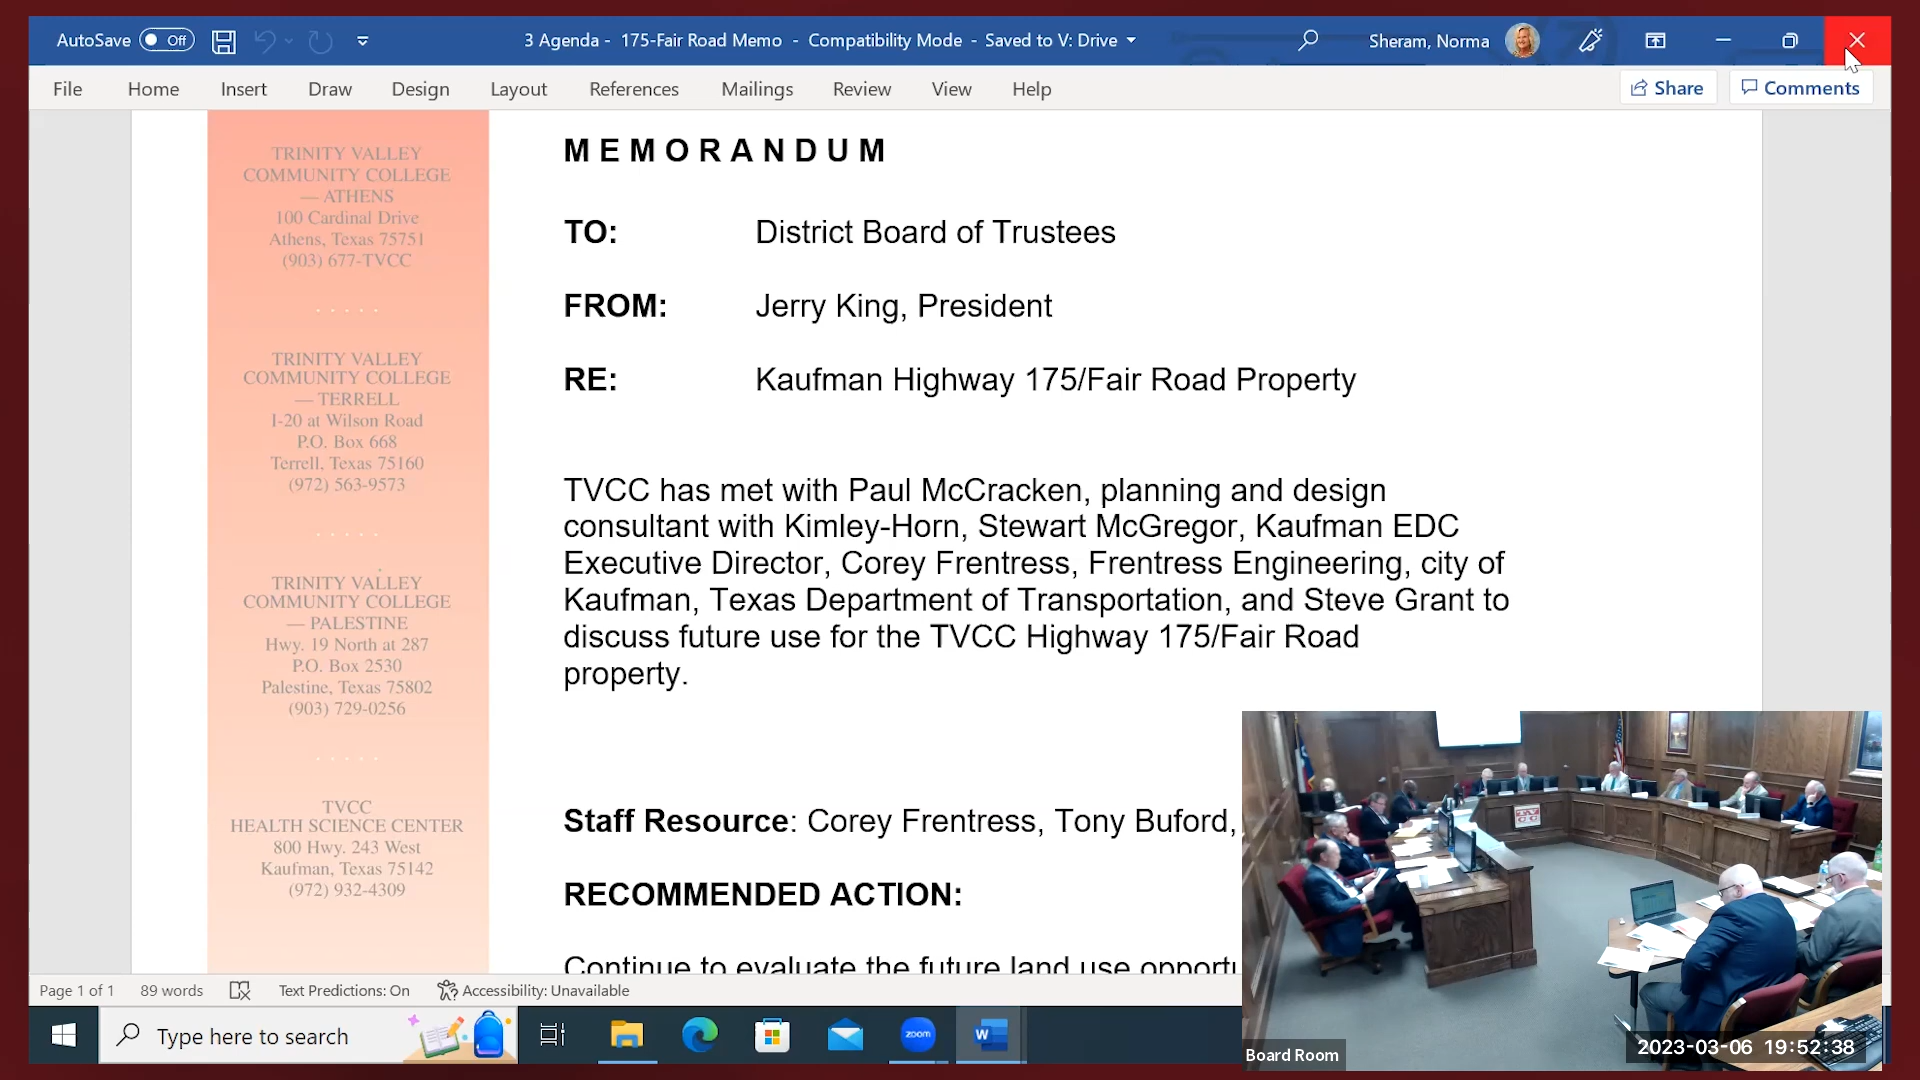 AutoSave Off 3 Agenda - 175-Fair Road Memo - Compatibility Mode - Saved to V: Drive Sheram, Norma
File Home Insert Draw Design Layout References Mailings Review View Help Share Comments
TRINITY VALLEY
COMMUNITY COLLEGE
— ATHENS
100 Cardinal Drive
Athens, Texas 75751
(903) 677-TVCC
. . . . .
TRINITY VALLEY
COMMUNITY COLLEGE
— TERRELL
I-20 at Wilson Road
P.O. Box 668
Terrell, Texas 75160
(972) 563-9573
. . . . .
TRINITY VALLEY
COMMUNITY COLLEGE
— PALESTINE
Hwy. 19 North at 287
P.O. Box 2530
Palestine, Texas 75802
(903) 729-0256
. . . . .
TVCC
HEALTH SCIENCE CENTER
800 Hwy. 243 West
Kaufman, Texas 75142
(972) 932-4309
M E M O R A N D U M
TO: District Board of Trustees
FROM: Jerry King, President
RE: Kaufman Highway 175/Fair Road Property
TVCC has met with Paul McCracken, planning and design
consultant with Kimley-Horn, Stewart McGregor, Kaufman EDC
Executive Director, Corey Frentress, Frentress Engineering, city of
Kaufman, Texas Department of Transportation, and Steve Grant to
discuss future use for the TVCC Highway 175/Fair Road
property.
Staff Resource: Corey Frentress, Tony Buford,
RECOMMENDED ACTION:
Continue to evaluate the future land use opportu
Page 1 of 1 89 words Text Predictions: On Accessibility: Unavailable
Type here to search
zoom
W
Board Room
2023-03-06 19:52:38